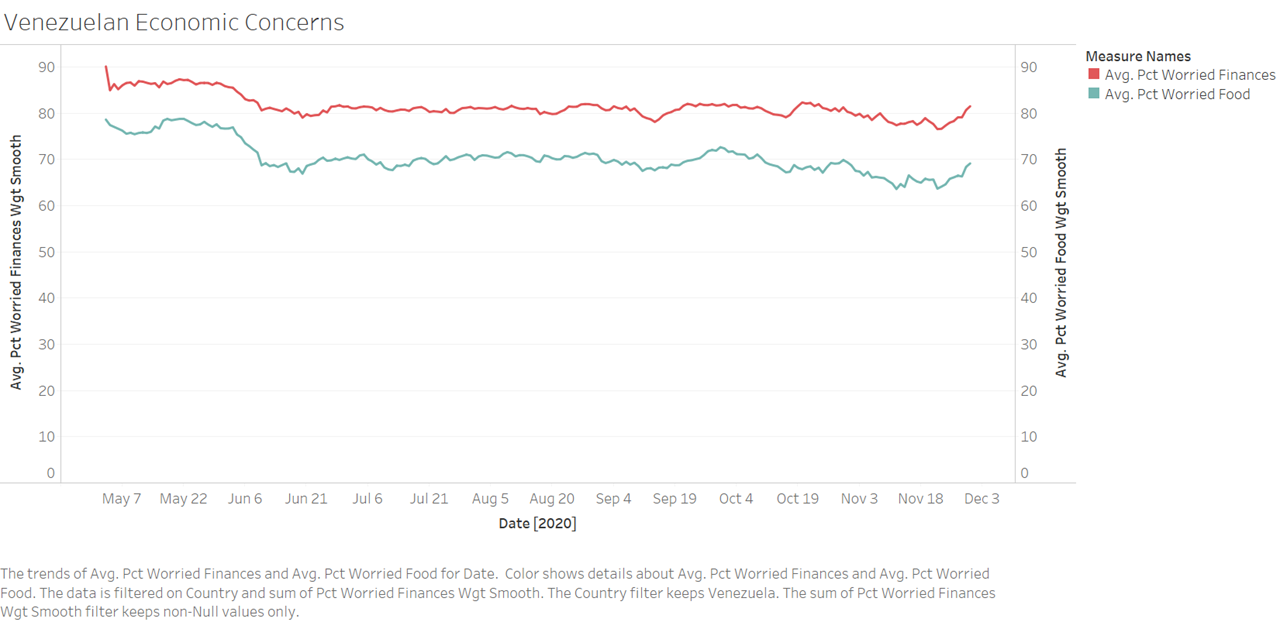 Venezuelan Economic Concerns
Measure Names
Avg. Pct Worried Finances
Avg. Pct Worried Food
Avg. Pct Worried Finances Wgt Smooth
90
80
70
60
50
40
30
20
10
0
90
80
70
60
50
40
30
20
10
0
Avg. Pct Worried Food Wgt Smooth
May 7 May 22 Jun 6 Jun 21 Jul 6 Jul 21 Aug 5 Aug 20 Sep 4 Sep 19 Oct 4 Oct 19 Nov 3 Nov 18 Dec 3
Date [2020]
The trends of Avg. Pct Worried Finances and Avg. Pct Worried Food for Date. Color shows details about Avg. Pct Worried Finances and Avg. Pct Worried
Food. The data is filtered on Country and sum of Pct Worried Finances Wgt Smooth. The Country filter keeps Venezuela. The sum of Pct Worried Finances
Wgt Smooth filter keeps non-Null values only.